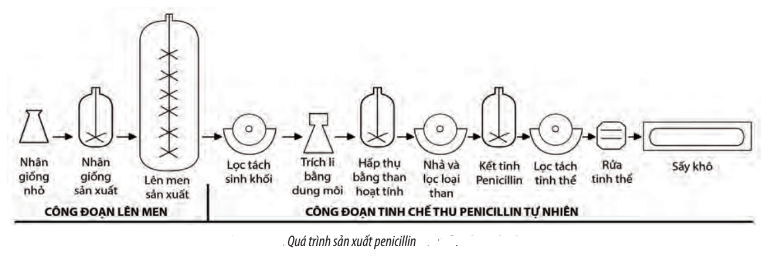 Nhân
giống
nhỏ
Nhân
giống
sản xuất
Lên men
sản xuất
Lọc tách
sinh khối
Trích li
bằng
dung môi
Hấp thụ
bằng than
hoạt tính
Nhả và
lọc loại
than
Kết tinh
Penicillin
Lọc tách
tinh thể
Rửa
tinh thể
Sấy khô
CÔNG ĐOẠN LÊN MEN
CÔNG ĐOẠN TINH CHẾ THU PENICILLIN TỰ NHIÊN
Quá trình sản xuất penicillin